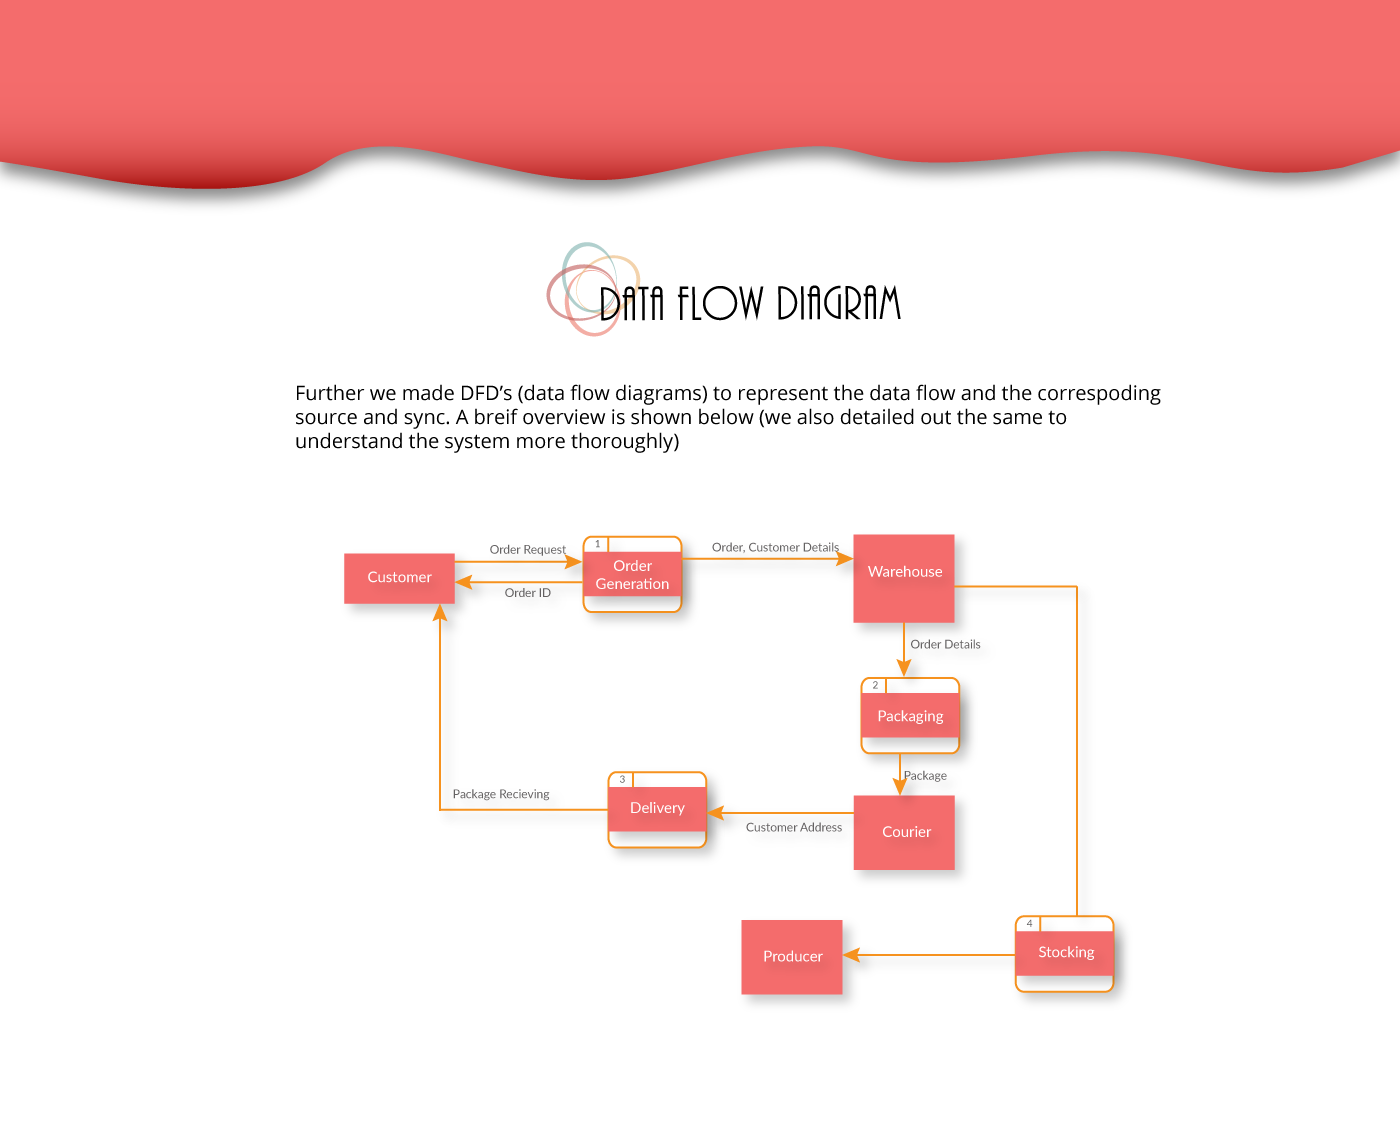 DATA FLOW DIAGRAM
Further we made DFD’s (data flow diagrams) to represent the data flow and the correspoding
source and sync. A breif overview is shown below (we also detailed out the same to
understand the system more thoroughly)
Customer
Order Request
Order ID
1
Order
Generation
Order, Customer Details
Warehouse
Order Details
2
Packaging
Package
Courier
Customer Address
3
Delivery
Package Recieving
4
Stocking
Producer